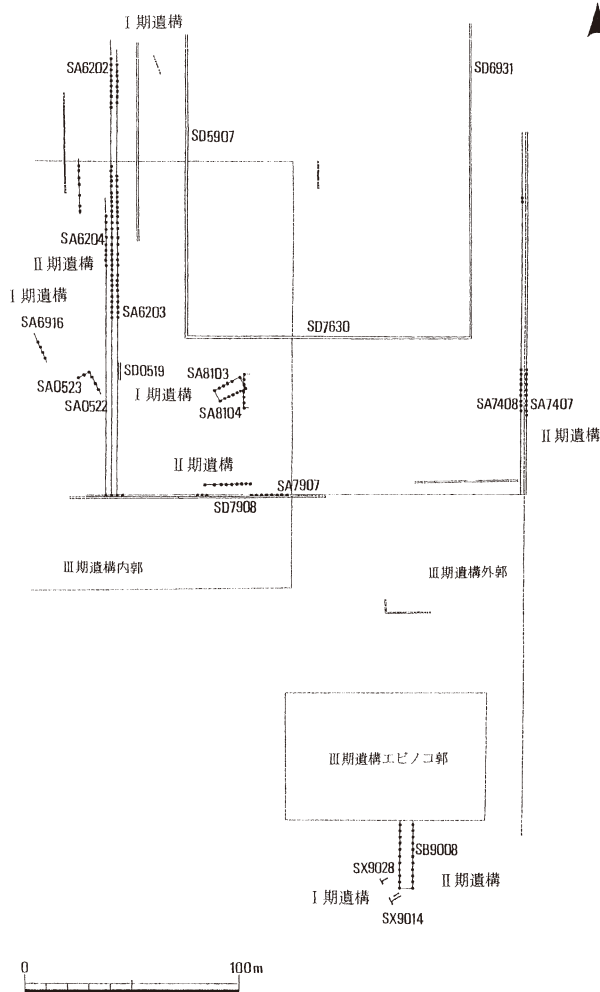 I期遺構
SA6202
SD6931
SD5907
SA6204
II期遺構
I期遺構
SA6203
SA6916
SD7630
SD0519
SA8103
SA0523
SA0522
I期遺構
SA8104
SA7408
SA7407
II期遺構
II期遺構
SA7907
SD7908
III期遺構内郭
III期遺構外郭
III期遺構エビノコ郭
SB9008
SX9028
II期遺構
I期遺構
SX9014
0
100m